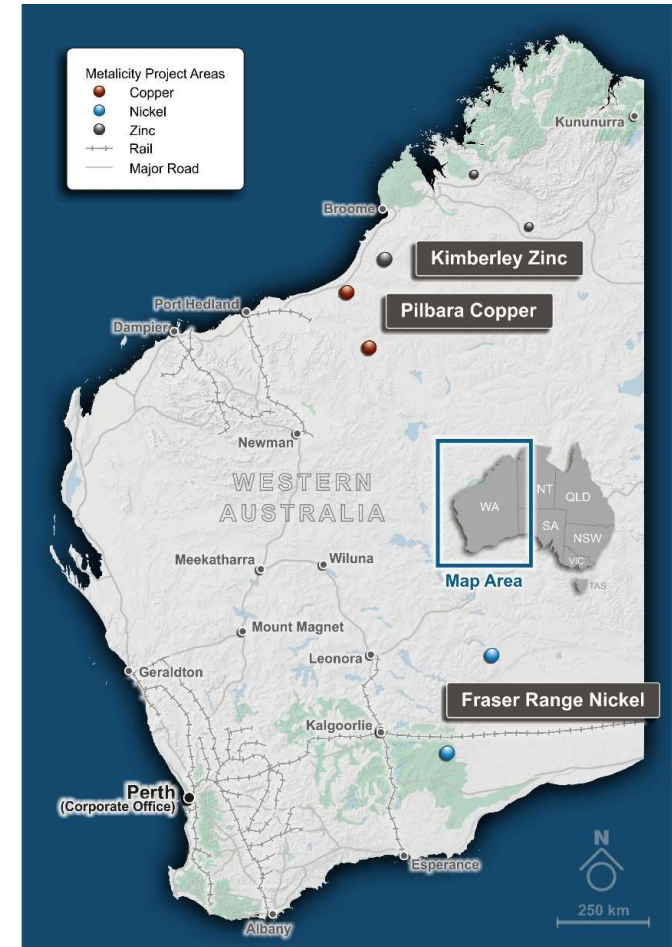 Metalicity Project Areas
Copper
Nickel
Zinc
Rail
Major Road
Kununurra
Broome
Kimberley Zinc
Pilbara Copper
Port Hedland
Dampier
Newman
WESTERN
AUSTRALIA
WA
NT
QLD
SA
NSW
VIC
TAS
Map Area
Meekatharra
Wiluna
Mount Magnet
Leonora
Geraldton
Fraser Range Nickel
Kalgoorlie
Perth
(Corporate Office)
Esperance
Albany
N
250 km